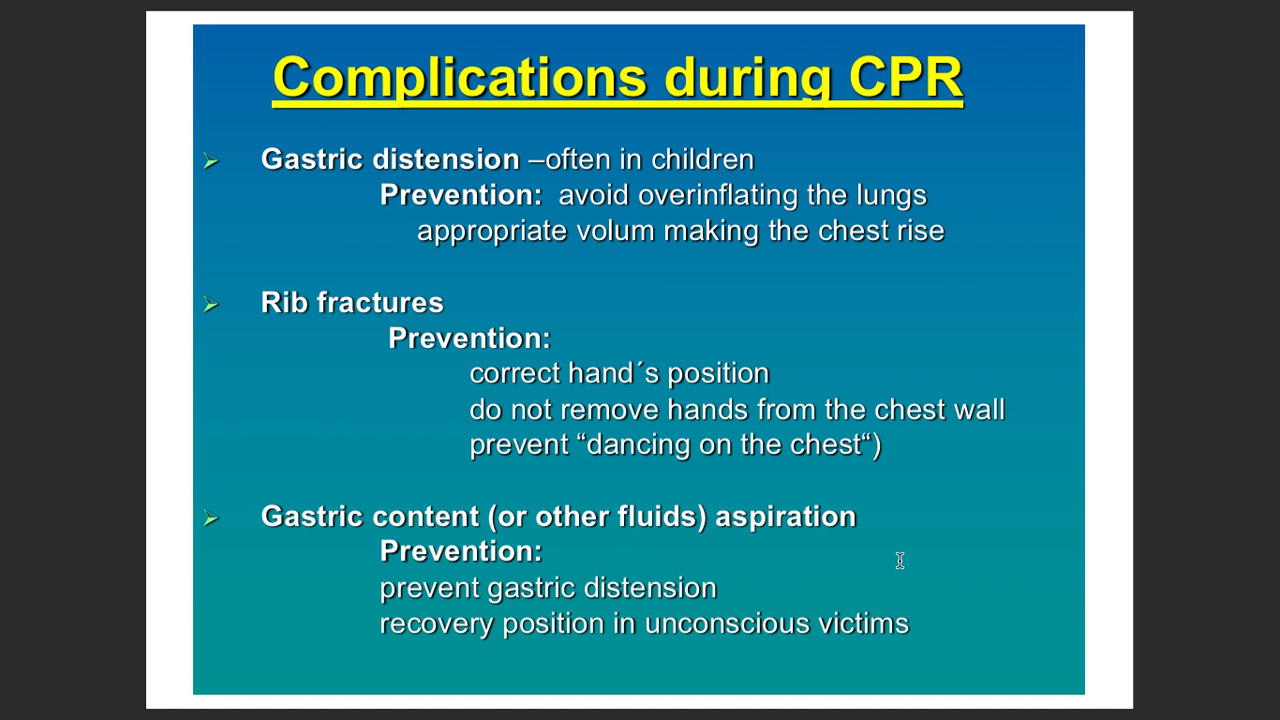 Complications during CPR
Gastric distension –often in children
Prevention: avoid overinflating the lungs
appropriate volum making the chest rise
Rib fractures
Prevention:
correct hand´s position
do not remove hands from the chest wall
prevent “dancing on the chest“)
Gastric content (or other fluids) aspiration
Prevention:
prevent gastric distension
recovery position in unconscious victims